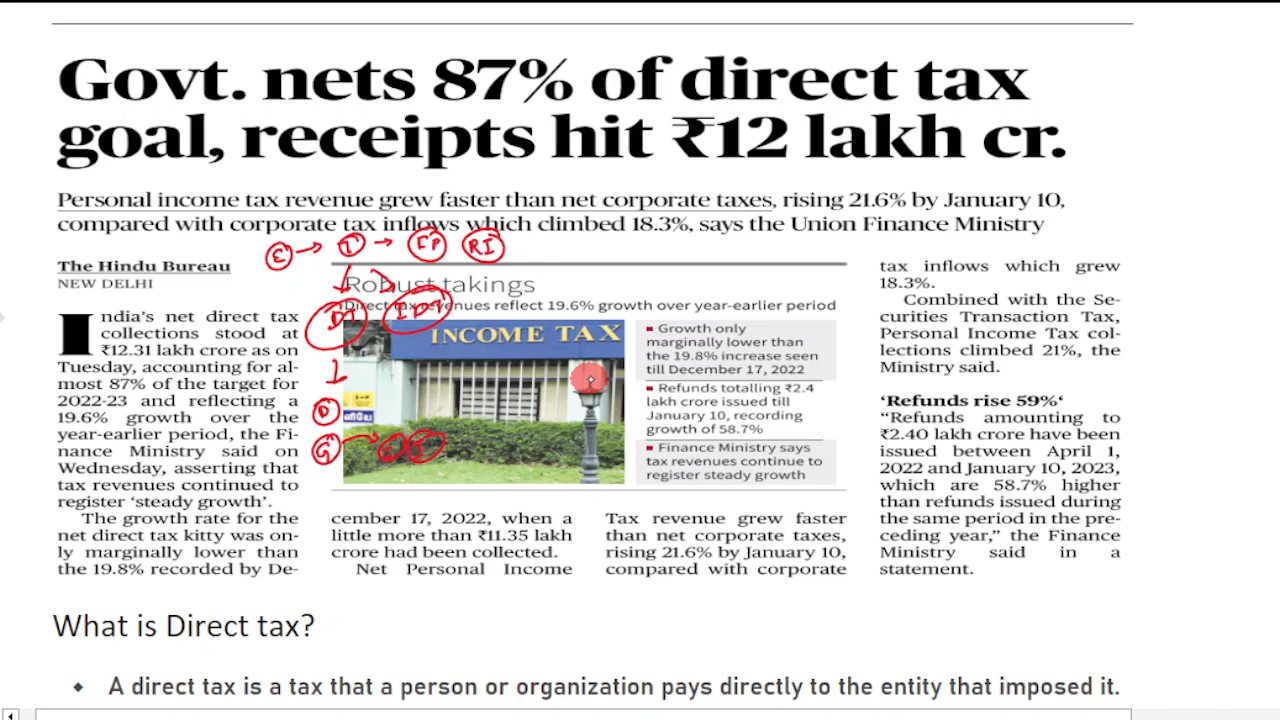 Govt. nets 87% of direct tax
goal, receipts hit ₹12 lakh cr.
Personal income tax revenue grew faster than net corporate taxes, rising 21.6% by January 10,
compared with corporate tax inflows which climbed 18.3%, says the Union Finance Ministry
E → T → FP RI
DT IDT
D
G
The Hindu Bureau
NEW DELHI
India's net direct tax
collections stood at
₹12.31 lakh crore as on
Tuesday, accounting for al-
most 87% of the target for
2022-23 and reflecting a
19.6% growth over the
year-earlier period, the Fi-
nance Ministry said on
Wednesday, asserting that
tax revenues continued to
register 'steady growth'.
The growth rate for the
net direct tax kitty was on-
ly marginally lower than
the 19.8% recorded by De-
Robust takings
Direct tax revenues reflect 19.6% growth over year-earlier period
INCOME TAX
▪ Growth only
marginally lower than
the 19.8% increase seen
till December 17, 2022
▪ Refunds totalling ₹2.4
lakh crore issued till
January 10, recording
growth of 58.7%
▪ Finance Ministry says
tax revenues continue to
register steady growth
cember 17, 2022, when a
little more than ₹11.35 lakh
crore had been collected.
Net Personal Income
Tax revenue grew faster
than net corporate taxes,
rising 21.6% by January 10,
compared with corporate
tax inflows which grew
18.3%.
Combined with the Se-
curities Transaction Tax,
Personal Income Tax col-
lections climbed 21%, the
Ministry said.
'Refunds rise 59%'
"Refunds amounting to
₹2.40 lakh crore have been
issued between April 1,
2022 and January 10, 2023,
which are 58.7% higher
than refunds issued during
the same period in the pre-
ceding year," the Finance
Ministry said in a
statement.
What is Direct tax?
◆ A direct tax is a tax that a person or organization pays directly to the entity that imposed it.